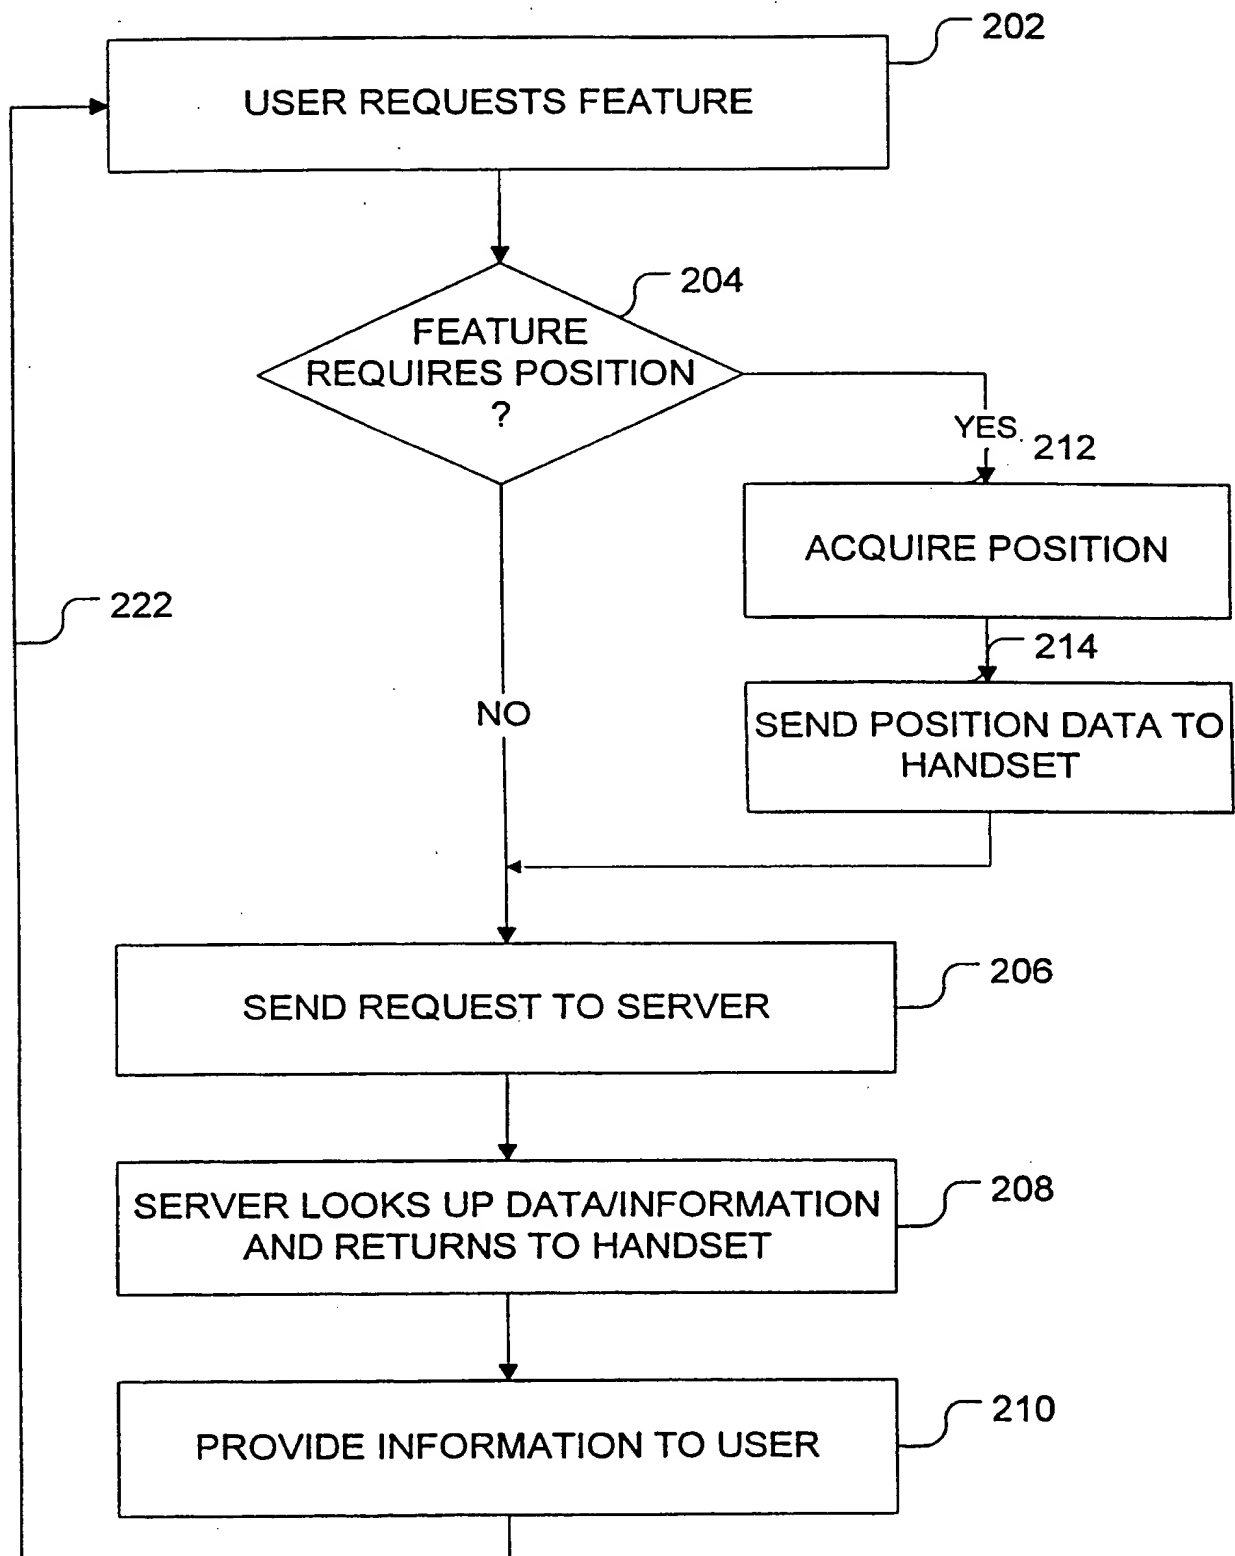 202
USER REQUESTS FEATURE
204
FEATURE
REQUIRES POSITION
?
YES
212
ACQUIRE POSITION
222
214
NO
SEND POSITION DATA TO
HANDSET
206
SEND REQUEST TO SERVER
208
SERVER LOOKS UP DATA/INFORMATION
AND RETURNS TO HANDSET
210
PROVIDE INFORMATION TO USER